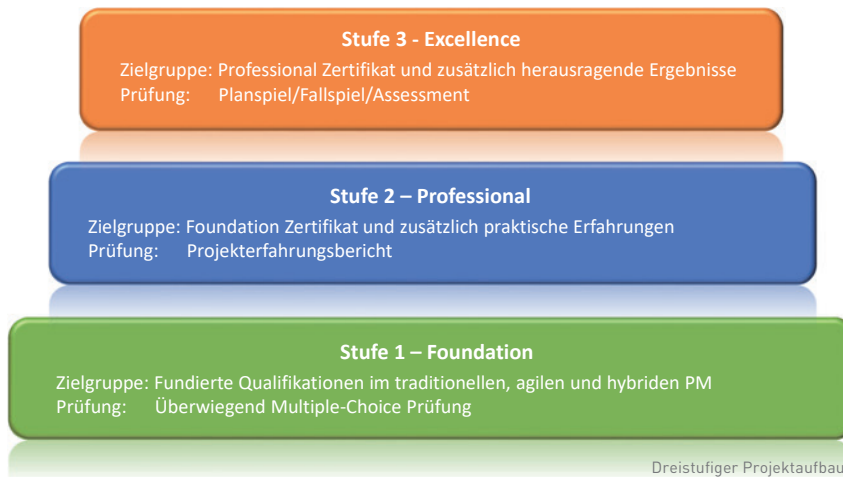 Stufe 3 - Excellence
Zielgruppe: Professional Zertifikat und zusätzlich herausragende Ergebnisse
Prüfung: Planspiel/Fallspiel/Assessment
Stufe 2 – Professional
Zielgruppe: Foundation Zertifikat und zusätzlich praktische Erfahrungen
Prüfung: Projekterfahrungsbericht
Stufe 1 – Foundation
Zielgruppe: Fundierte Qualifikationen im traditionellen, agilen und hybriden PM
Prüfung: Überwiegend Multiple-Choice Prüfung
Dreistufiger Projektaufbau